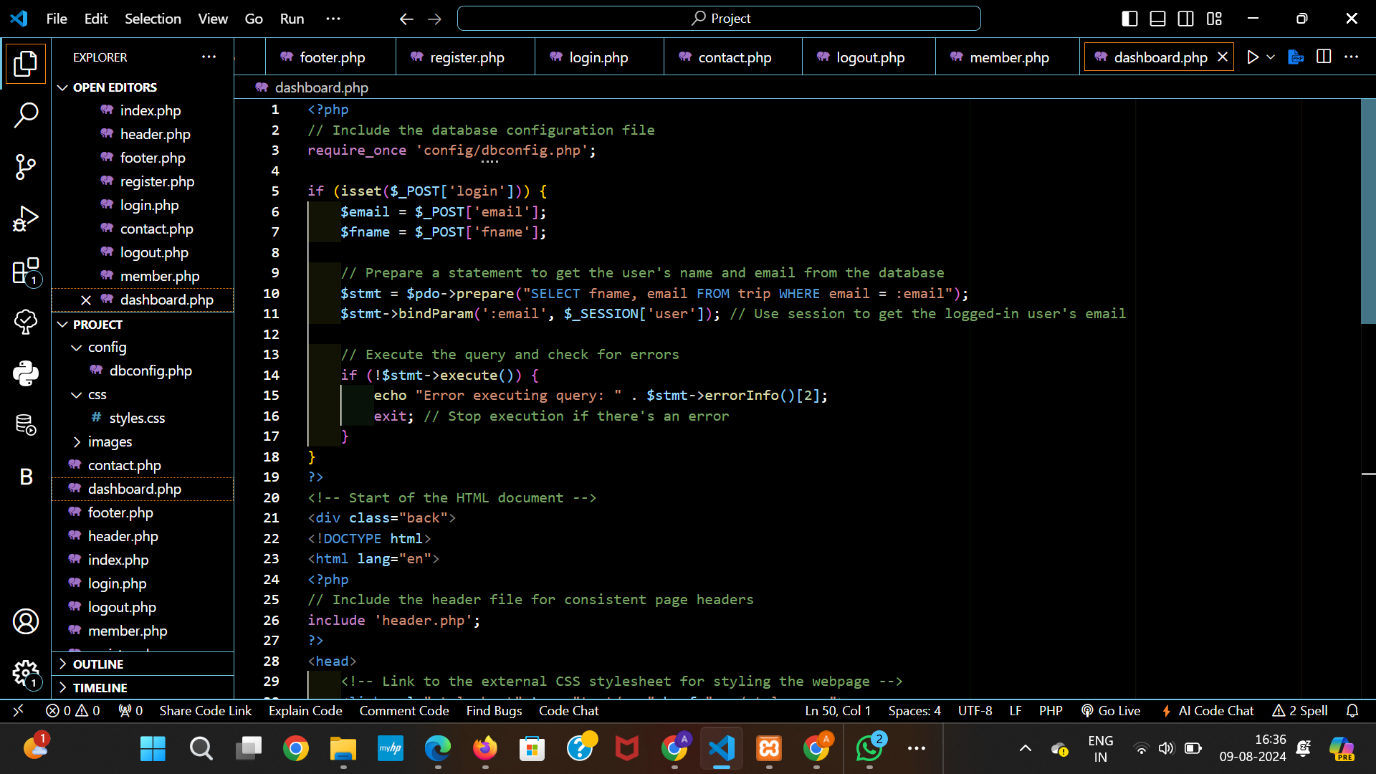 File Edit Selection View Go Run ··· Project
EXPLORER ···
footer.php register.php login.php contact.php logout.php member.php dashboard.php
dashboard.php
OPEN EDITORS
index.php
header.php
footer.php
register.php
login.php
contact.php
logout.php
member.php
dashboard.php
PROJECT
config
dbconfig.php
css
# styles.css
images
contact.php
dashboard.php
footer.php
header.php
index.php
login.php
logout.php
member.php
OUTLINE
TIMELINE
1
1
B
1 <?php
2 // Include the database configuration file
3 require_once 'config/dbconfig.php';
4
5 if (isset($_POST['login'])) {
6 $email = $_POST['email'];
7 $fname = $_POST['fname'];
8
9 // Prepare a statement to get the user's name and email from the database
10 $stmt = $pdo->prepare("SELECT fname, email FROM trip WHERE email = :email");
11 $stmt->bindParam(':email', $_SESSION['user']); // Use session to get the logged-in user's email
12
13 // Execute the query and check for errors
14 if (!$stmt->execute()) {
15 echo "Error executing query: " . $stmt->errorInfo()[2];
16 exit; // Stop execution if there's an error
17 }
18 }
19 ?>
20 <!-- Start of the HTML document -->
21 <div class="back">
22 <!DOCTYPE html>
23 <html lang="en">
24 <?php
25 // Include the header file for consistent page headers
26 include 'header.php';
27 ?>
28 <head>
29 <!-- Link to the external CSS stylesheet for styling the webpage -->
0 0 0 Share Code Link Explain Code Comment Code Find Bugs Code Chat Ln 50, Col 1 Spaces: 4 UTF-8 LF PHP Go Live AI Code Chat 2 Spell
1 myhp A A 2 ··· ENG 16:36 PRE
IN 09-08-2024